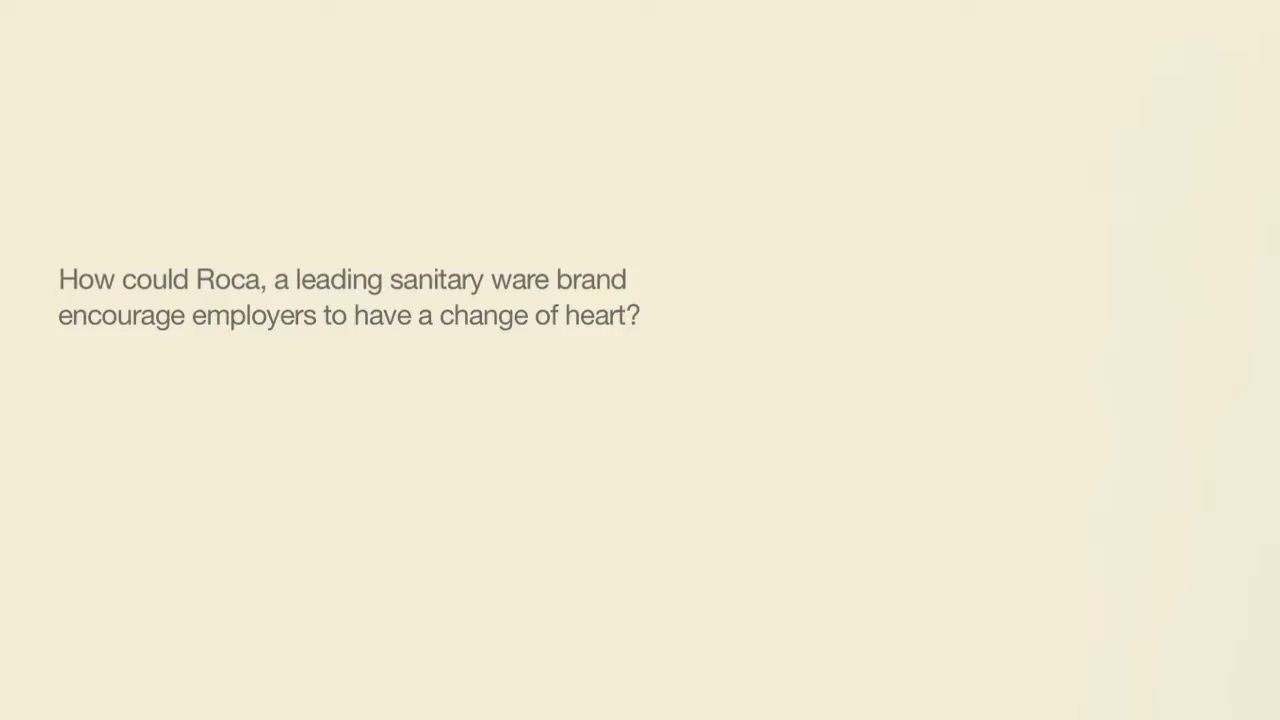 How could Roca, a leading sanitary ware brand
encourage employers to have a change of heart?